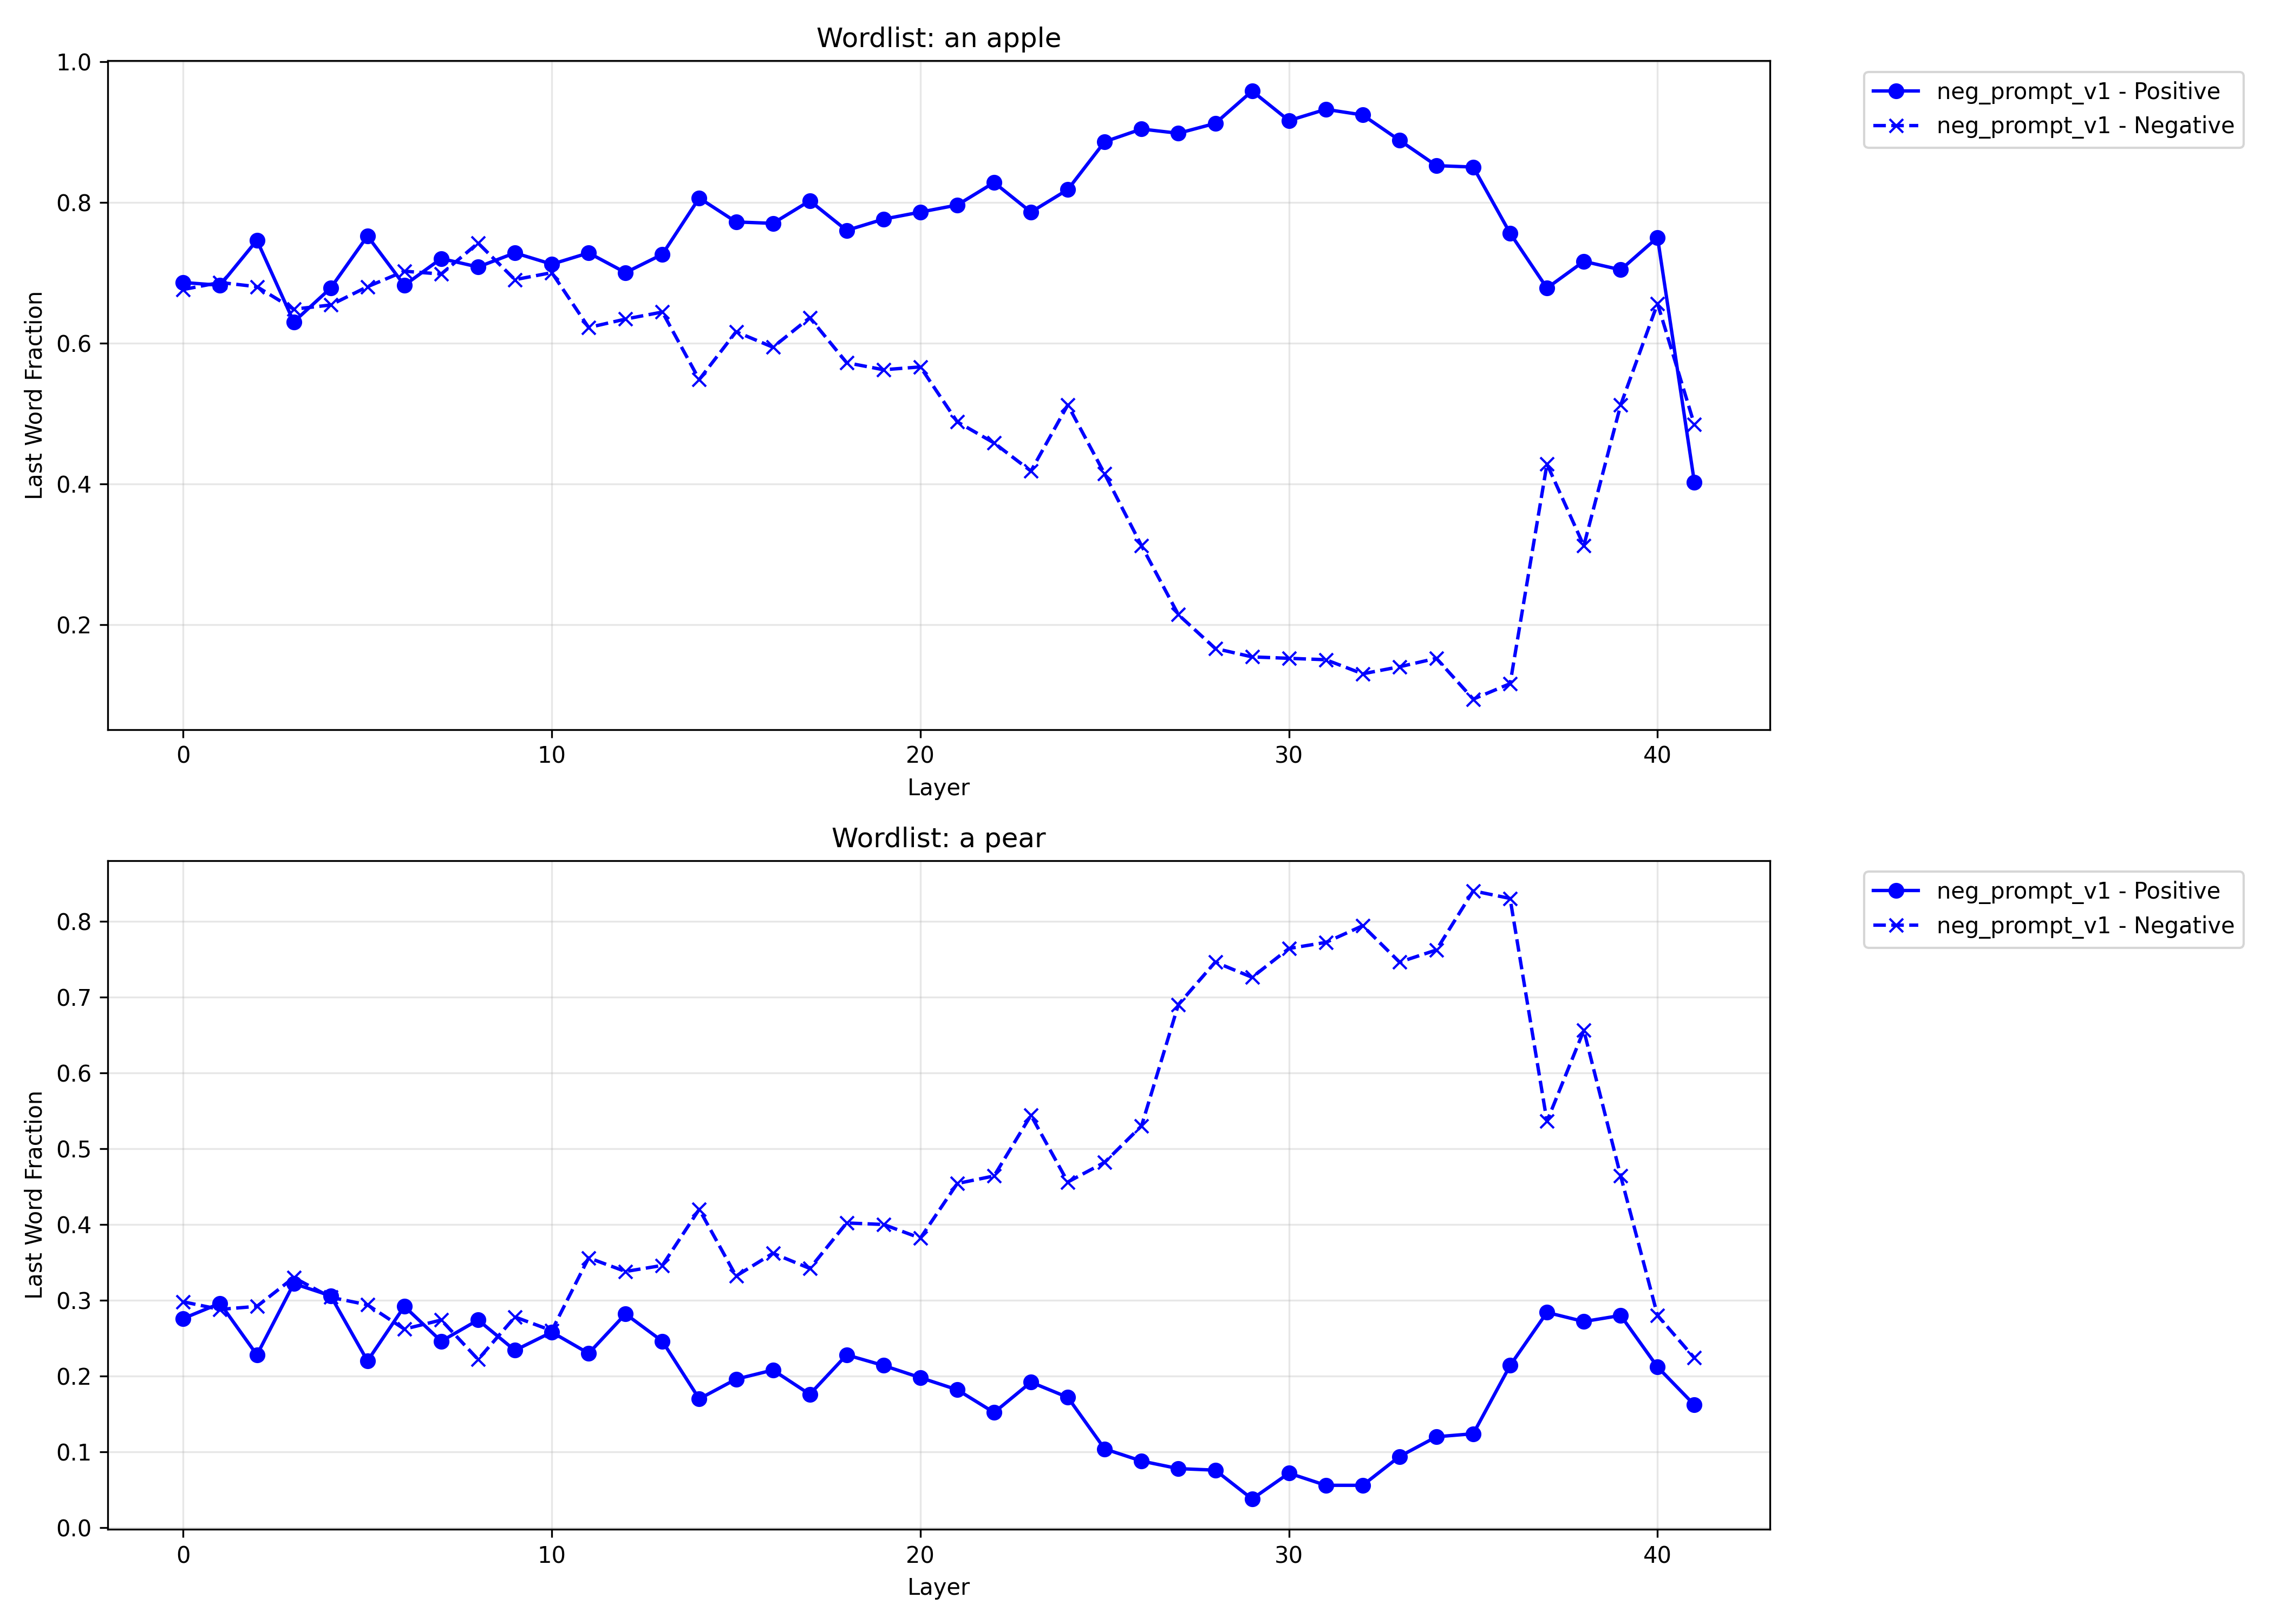 Wordlist: an apple
1.0
0.8
0.6
0.4
0.2
Last Word Fraction
0 10 20 30 40
Layer
neg_prompt_v1 - Positive
neg_prompt_v1 - Negative
Wordlist: a pear
0.8
0.7
0.6
0.5
0.4
0.3
0.2
0.1
0.0
Last Word Fraction
0 10 20 30 40
Layer
neg_prompt_v1 - Positive
neg_prompt_v1 - Negative